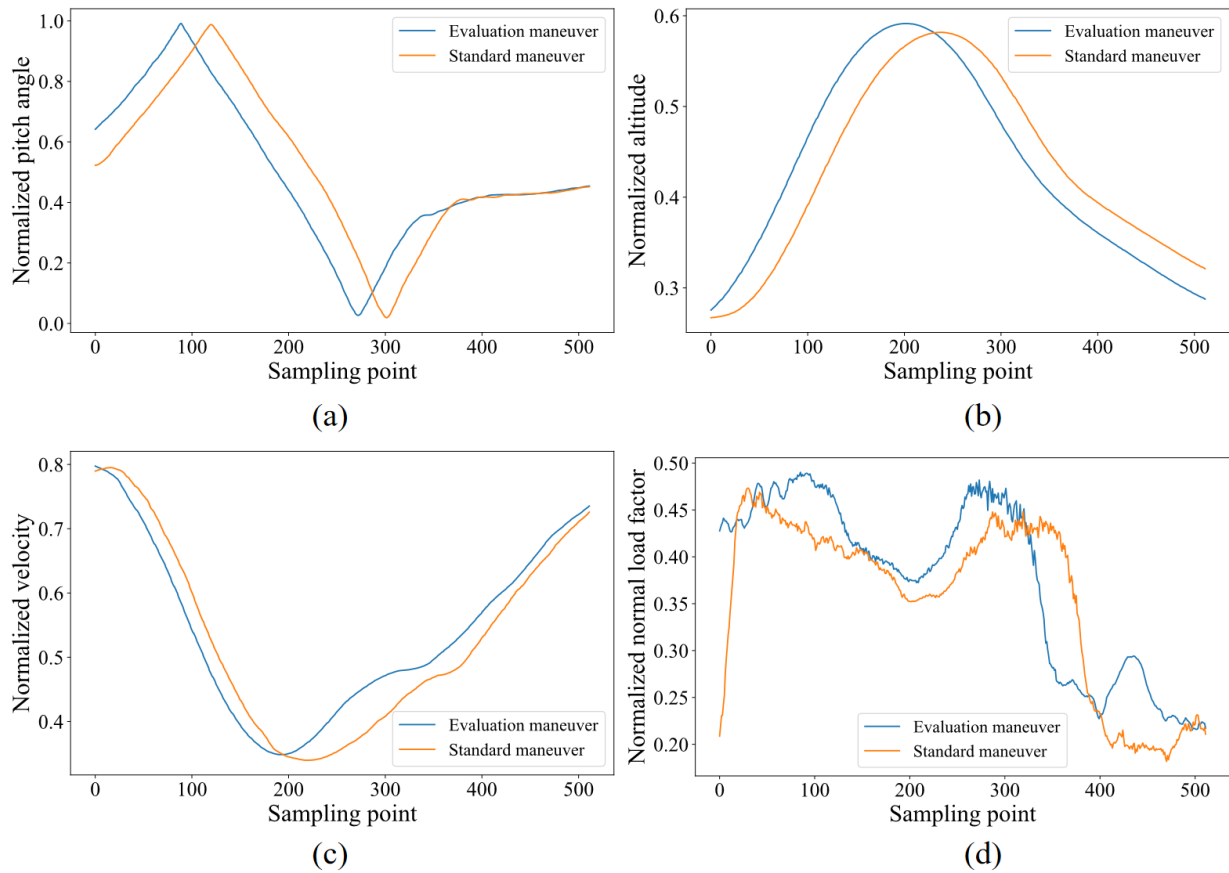 1.0
0.8
0.6
0.4
0.2
0.0
Normalized pitch angle
Evaluation maneuver
Standard maneuver
0 100 200 300 400 500
Sampling point
(a)
0.6
0.5
0.4
0.3
Normalized altitude
Evaluation maneuver
Standard maneuver
0 100 200 300 400 500
Sampling point
(b)
0.8
0.7
0.6
0.5
0.4
Normalized velocity
Evaluation maneuver
Standard maneuver
0 100 200 300 400 500
Sampling point
(c)
0.50
0.45
0.40
0.35
0.30
0.25
0.20
Normalized normal load factor
Evaluation maneuver
Standard maneuver
0 100 200 300 400 500
Sampling point
(d)